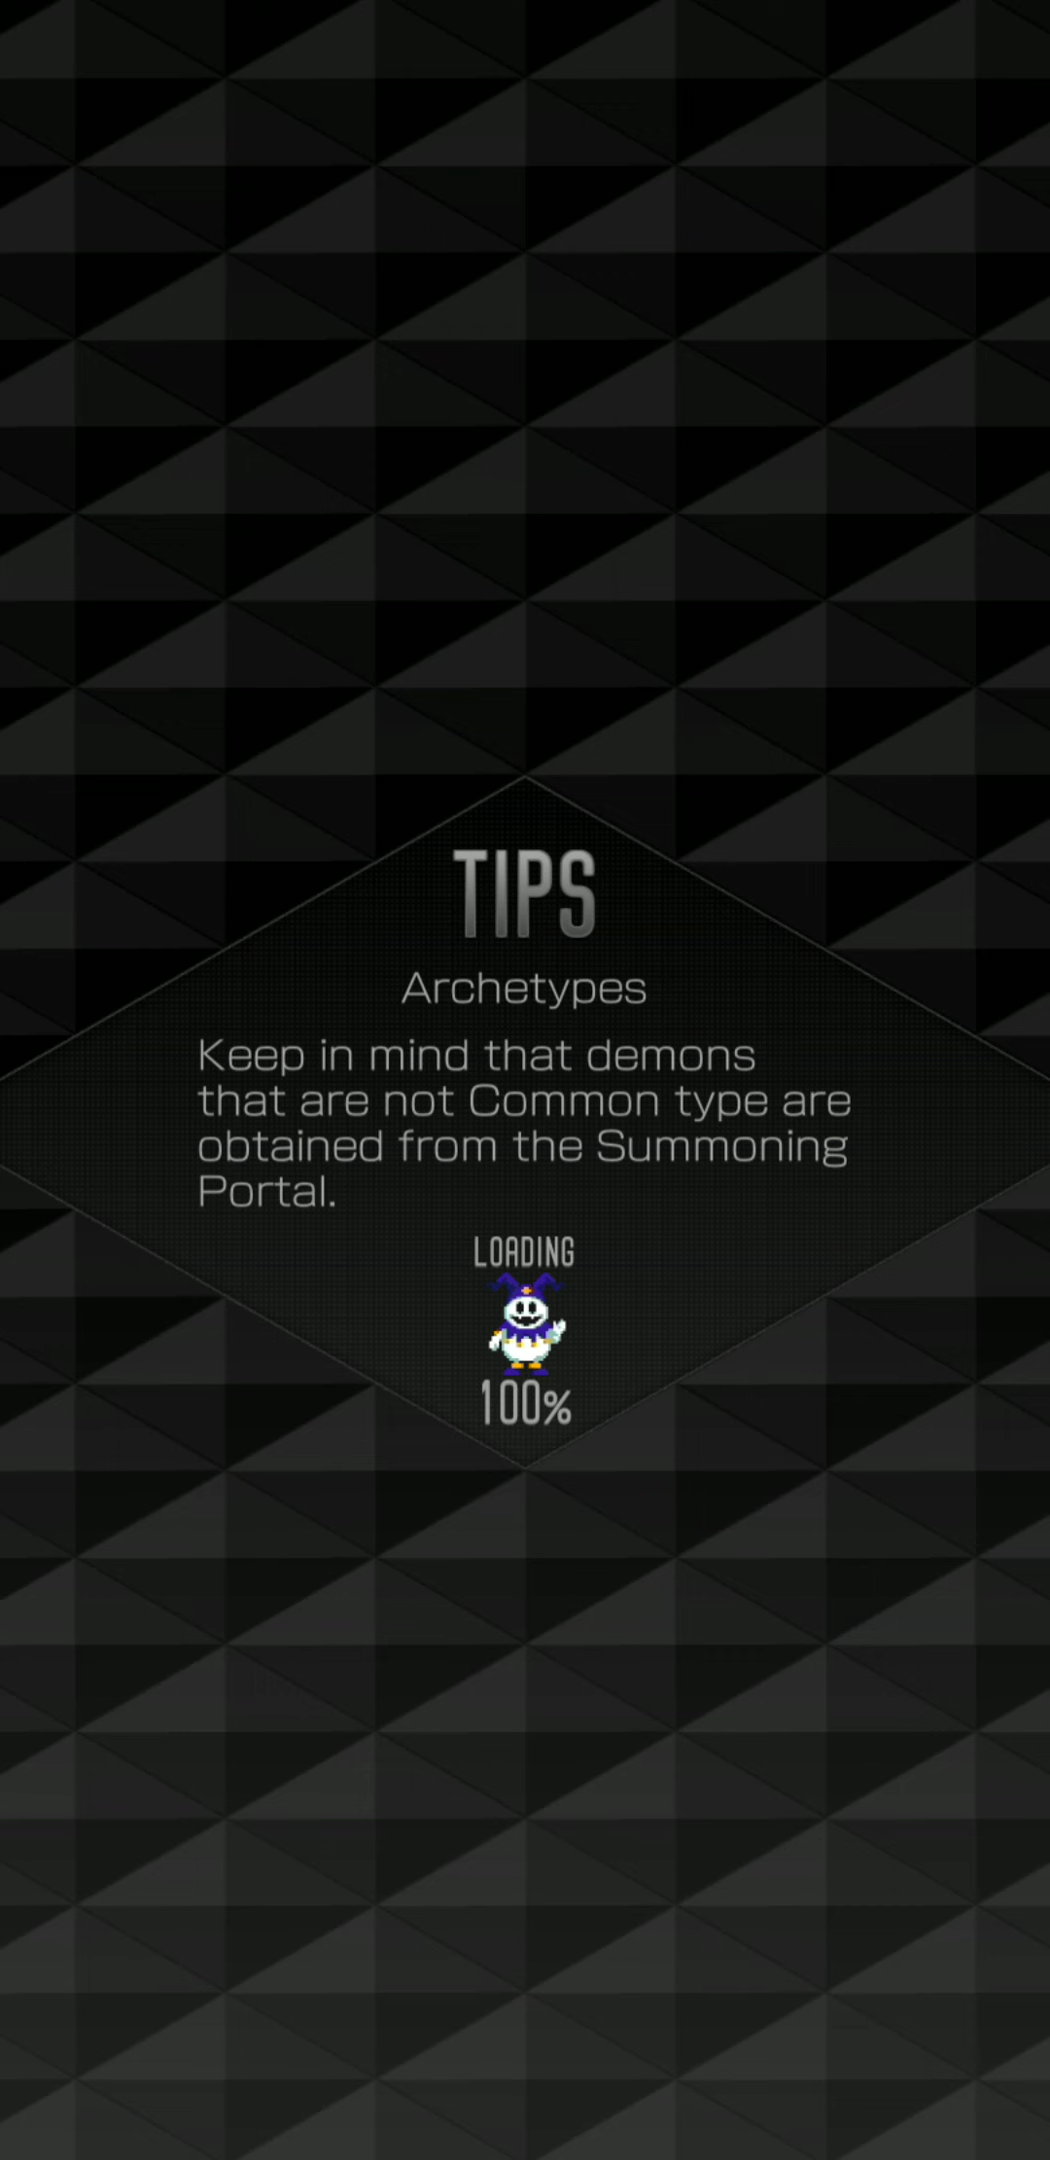 TIPS
Archetypes
Keep in mind that demons
that are not Common type are
obtained from the Summoning
Portal.
LOADING
100%